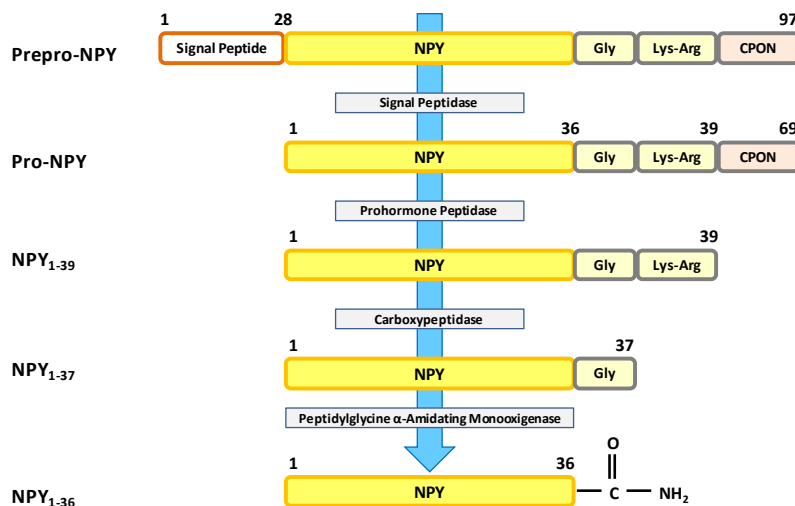 1 28 97
Prepro-NPY Signal Peptide NPY Gly Lys-Arg CPON
Signal Peptidase
1 36 39 69
Pro-NPY NPY Gly Lys-Arg CPON
Prohormone Peptidase
1 39
NPY1-39 NPY Gly Lys-Arg
Carboxypeptidase
1 37
NPY1-37 NPY Gly
Peptidylglycine α-Amidating Monooxigenase
O
1 36
NPY1-36 NPY C NH2